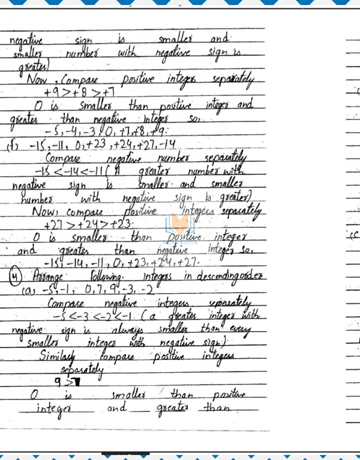 negative sign is smaller and
smaller number with negative sign is
greater)
Now, Compare positive integers separately
+9 > +8 > +7
0 is smaller than positive integer and
greater than negative integer so,
-5, -4, -3, 0, +7, +8, +9.
(f) -15, -11, 0, +23, +24, +27, -14
Compare negative number separately
-15 < -14 < -11 ( A greater number with
negative sign is smaller and smaller
number with negative sign is greater)
Now, compare positive integers separately
+27 > +24 > +23
0 is smaller than positive integer
and greater than negative integer so,
-15, -14, -11, 0, +23, +24, +27.
4) Arrange following integers in descending order
(a) -5, -1, 0, 7, 9, -3, -2
Compare negative integers separately
-5 < -3 < -2 < -1 ( a greater integer with
negative sign is always smaller than every
smaller integer with negative sign)
Similarly compare positive integers
separately
9 > 7
0 is smaller than positive
integer and greater than